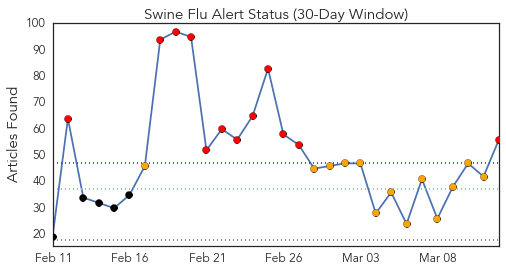 Swine Flu Alert Status (30-Day Window)
Articles Found
100
90
80
70
60
50
40
30
20
Feb 11
Feb 16
Feb 21
Feb 26
Mar 03
Mar 08